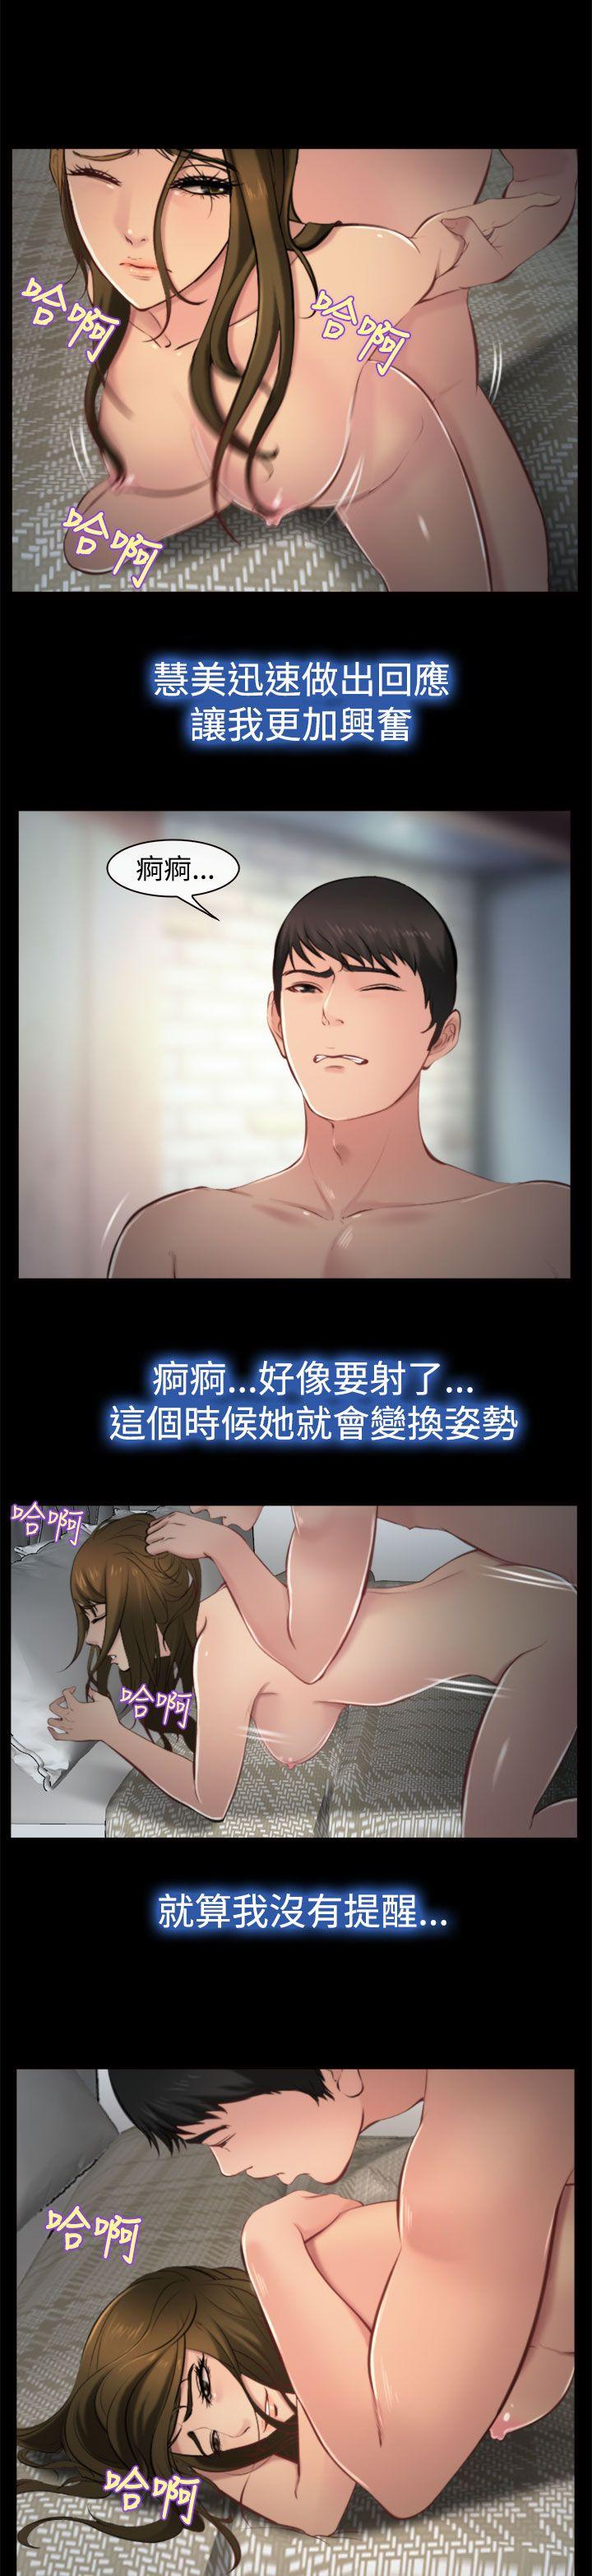 哈啊
哈啊
哈啊
慧美迅速做出回應
讓我更加興奮
痾痾...
痾痾...好像要射了...
這個時候她就會變換姿勢
哈啊
哈啊
就算我沒有提醒...
哈啊
哈啊